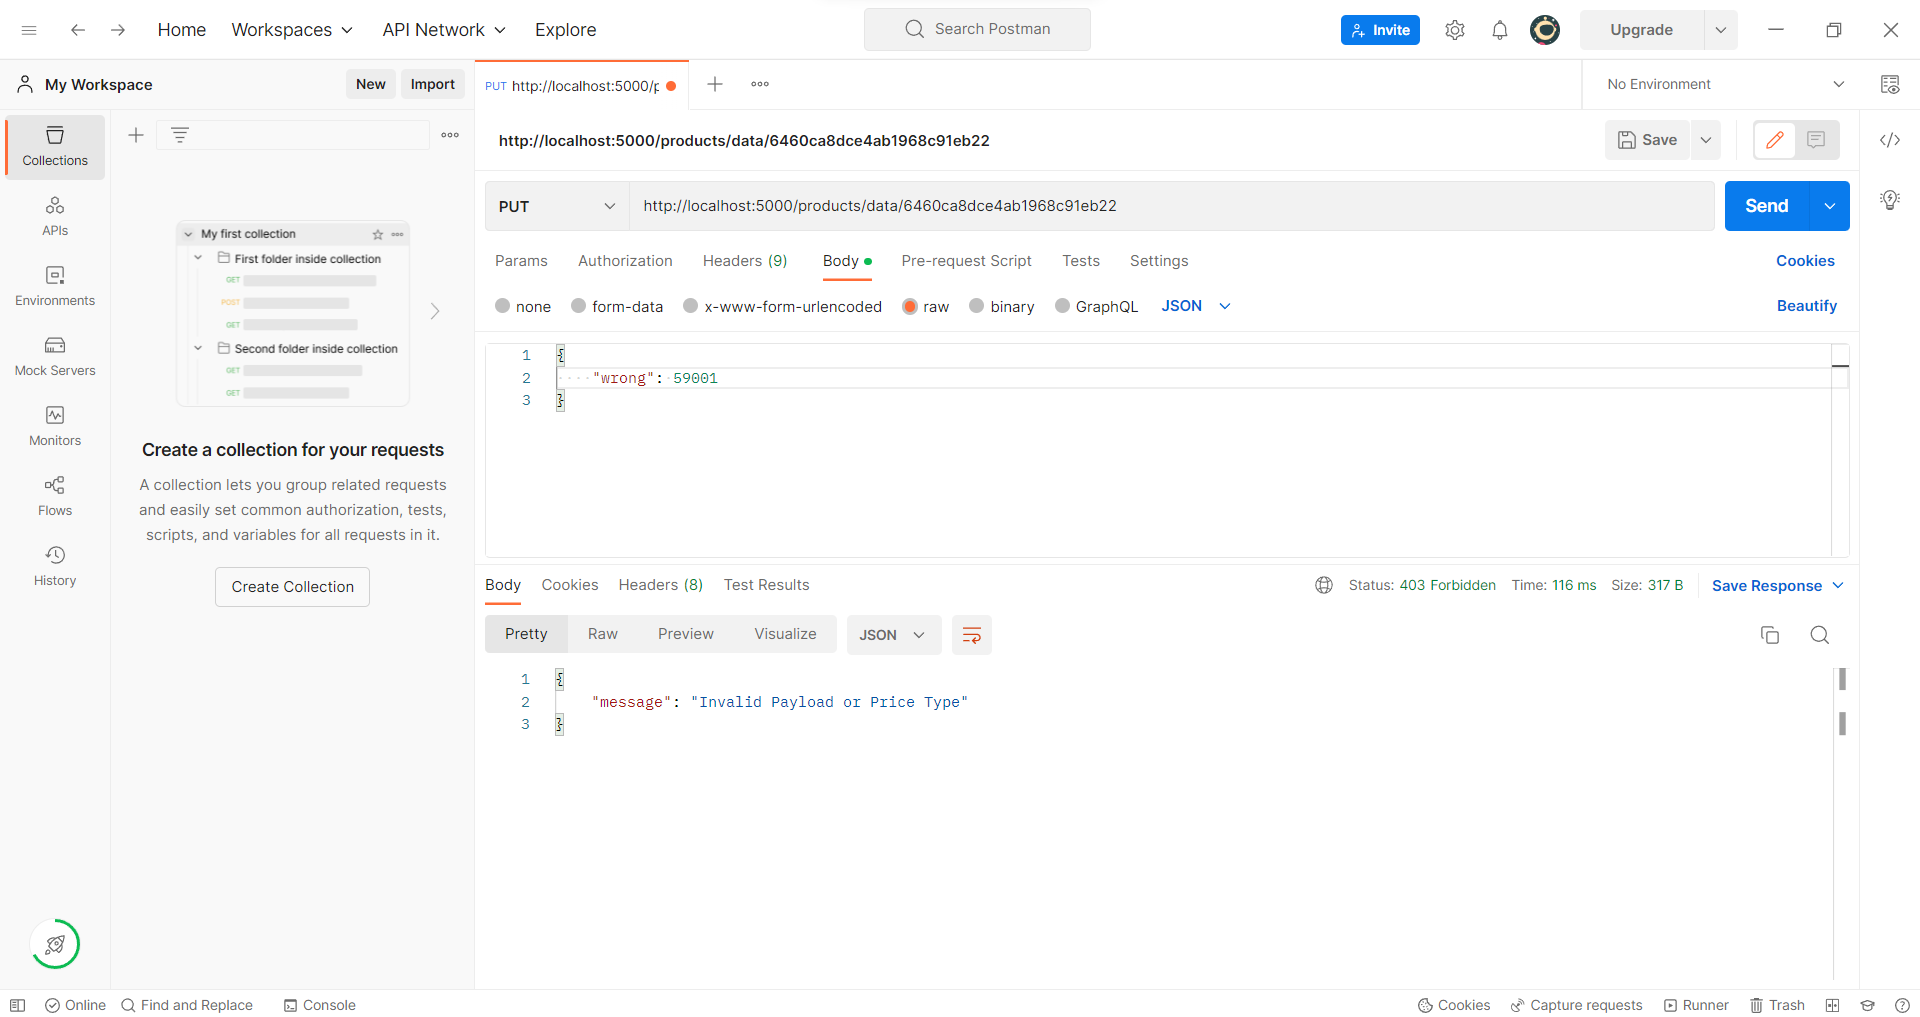 Home Workspaces API Network Explore Search Postman Invite Upgrade
My Workspace New Import PUT http://localhost:5000/p No Environment
Collections
APIs
Environments
Mock Servers
Monitors
Flows
History
My first collection
First folder inside collection
GET
POST
GET
Second folder inside collection
GET
GET
Create a collection for your requests
A collection lets you group related requests
and easily set common authorization, tests,
scripts, and variables for all requests in it.
Create Collection
http://localhost:5000/products/data/6460ca8dce4ab1968c91eb22 Save
PUT http://localhost:5000/products/data/6460ca8dce4ab1968c91eb22 Send
Params Authorization Headers (9) Body Pre-request Script Tests Settings Cookies
none form-data x-www-form-urlencoded raw binary GraphQL JSON Beautify
1 {
2 "wrong": 59001
3 }
Body Cookies Headers (8) Test Results Status: 403 Forbidden Time: 116 ms Size: 317 B Save Response
Pretty Raw Preview Visualize JSON
1 {
2 "message": "Invalid Payload or Price Type"
3 }
Online Find and Replace Console Cookies Capture requests Runner Trash